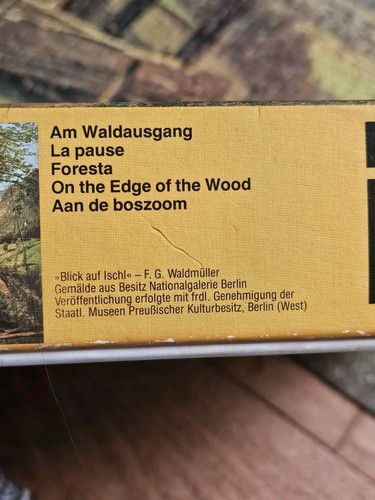 Am Waldausgang
La pause
Foresta
On the Edge of the Wood
Aan de boszoom
»Blick auf Ischl« – F. G. Waldmüller
Gemälde aus Besitz Nationalgalerie Berlin
Veröffentlichung erfolgte mit frdl. Genehmigung der
Staatl. Museen Preußischer Kulturbesitz, Berlin (West)